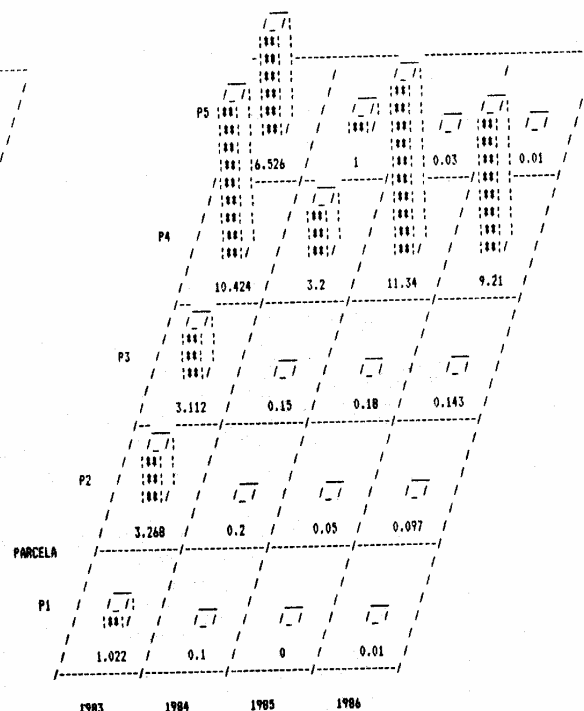 P5
6.526 1 0.03 0.01
P4
10.424 3.2 11.34 9.21
P3
3.112 0.15 0.18 0.143
P2
3.268 0.2 0.05 0.097
PARCELA
P1
1.022 0.1 0 0.01
1983 1984 1985 1986